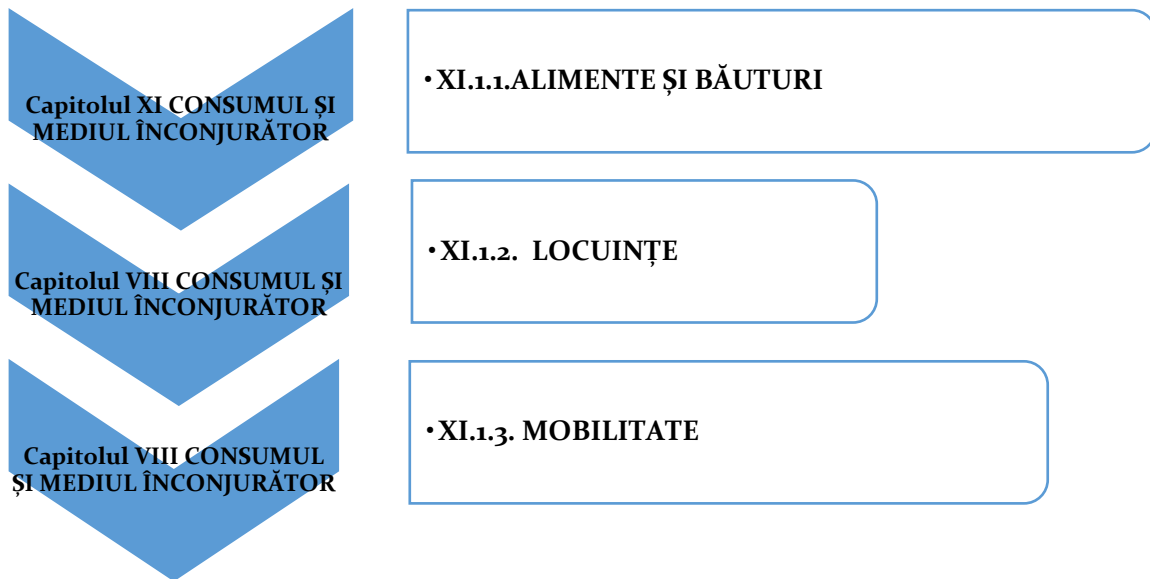 Capitolul XI CONSUMUL ȘI
MEDIUL ÎNCONJURĂTOR
• XI.1.1.ALIMENTE ȘI BĂUTURI
Capitolul VIII CONSUMUL ȘI
MEDIUL ÎNCONJURĂTOR
• XI.1.2. LOCUINȚE
Capitolul VIII CONSUMUL
ȘI MEDIUL ÎNCONJURĂTOR
• XI.1.3. MOBILITATE